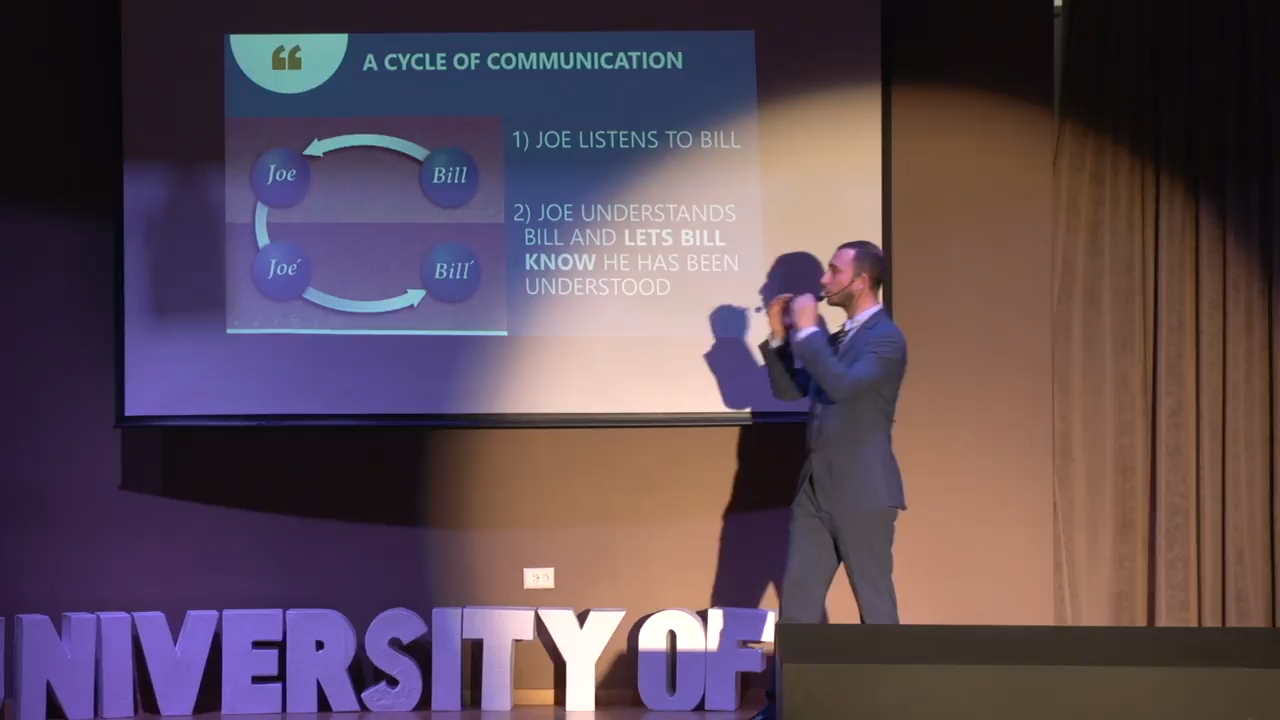 ❝
A CYCLE OF COMMUNICATION
Joe
Bill
Joe´
Bill´
1) JOE LISTENS TO BILL
2) JOE UNDERSTANDS
BILL AND LETS BILL
KNOW HE HAS BEEN
UNDERSTOOD
UNIVERSITY OF